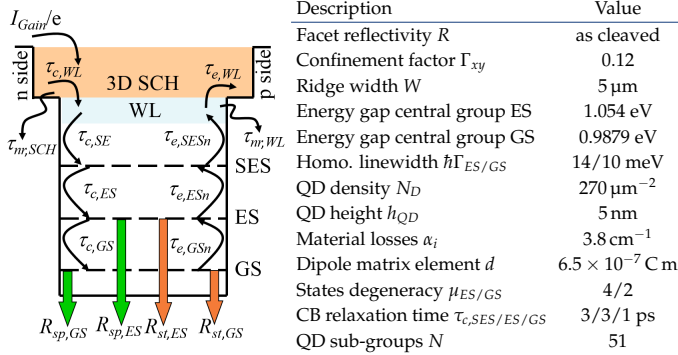 I_Gain/e
n side
p side
τ_c,WL
τ_e,WL
3D SCH
WL
τ_nr,SCH
τ_c,SE
τ_e,SESn
τ_nr,WL
SES
τ_c,ES
τ_e,ESn
ES
τ_c,GS
τ_e,GSn
GS
R_sp,GS
R_sp,ES
R_st,ES
R_st,GS
Description Value
Facet reflectivity R as cleaved
Confinement factor Γ_xy 0.12
Ridge width W 5 µm
Energy gap central group ES 1.054 eV
Energy gap central group GS 0.9879 eV
Homo. linewidth ħΓ_ES/GS 14/10 meV
QD density N_D 270 µm⁻²
QD height h_QD 5 nm
Material losses α_i 3.8 cm⁻¹
Dipole matrix element d 6.5 × 10⁻⁷ C m
States degeneracy µ_ES/GS 4/2
CB relaxation time τ_c,SES/ES/GS 3/3/1 ps
QD sub-groups N 51